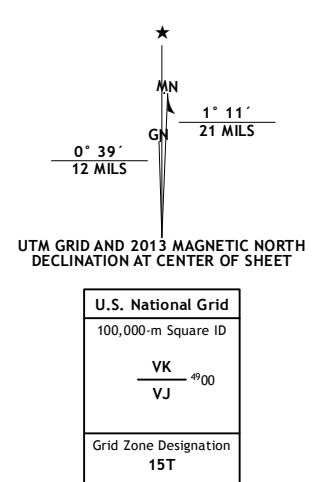 ★
MN
1° 11´
21 MILS
GN
0° 39´
12 MILS
UTM GRID AND 2013 MAGNETIC NORTH
DECLINATION AT CENTER OF SHEET
U.S. National Grid
100,000-m Square ID
VK
⁴⁹00
VJ
Grid Zone Designation
15T